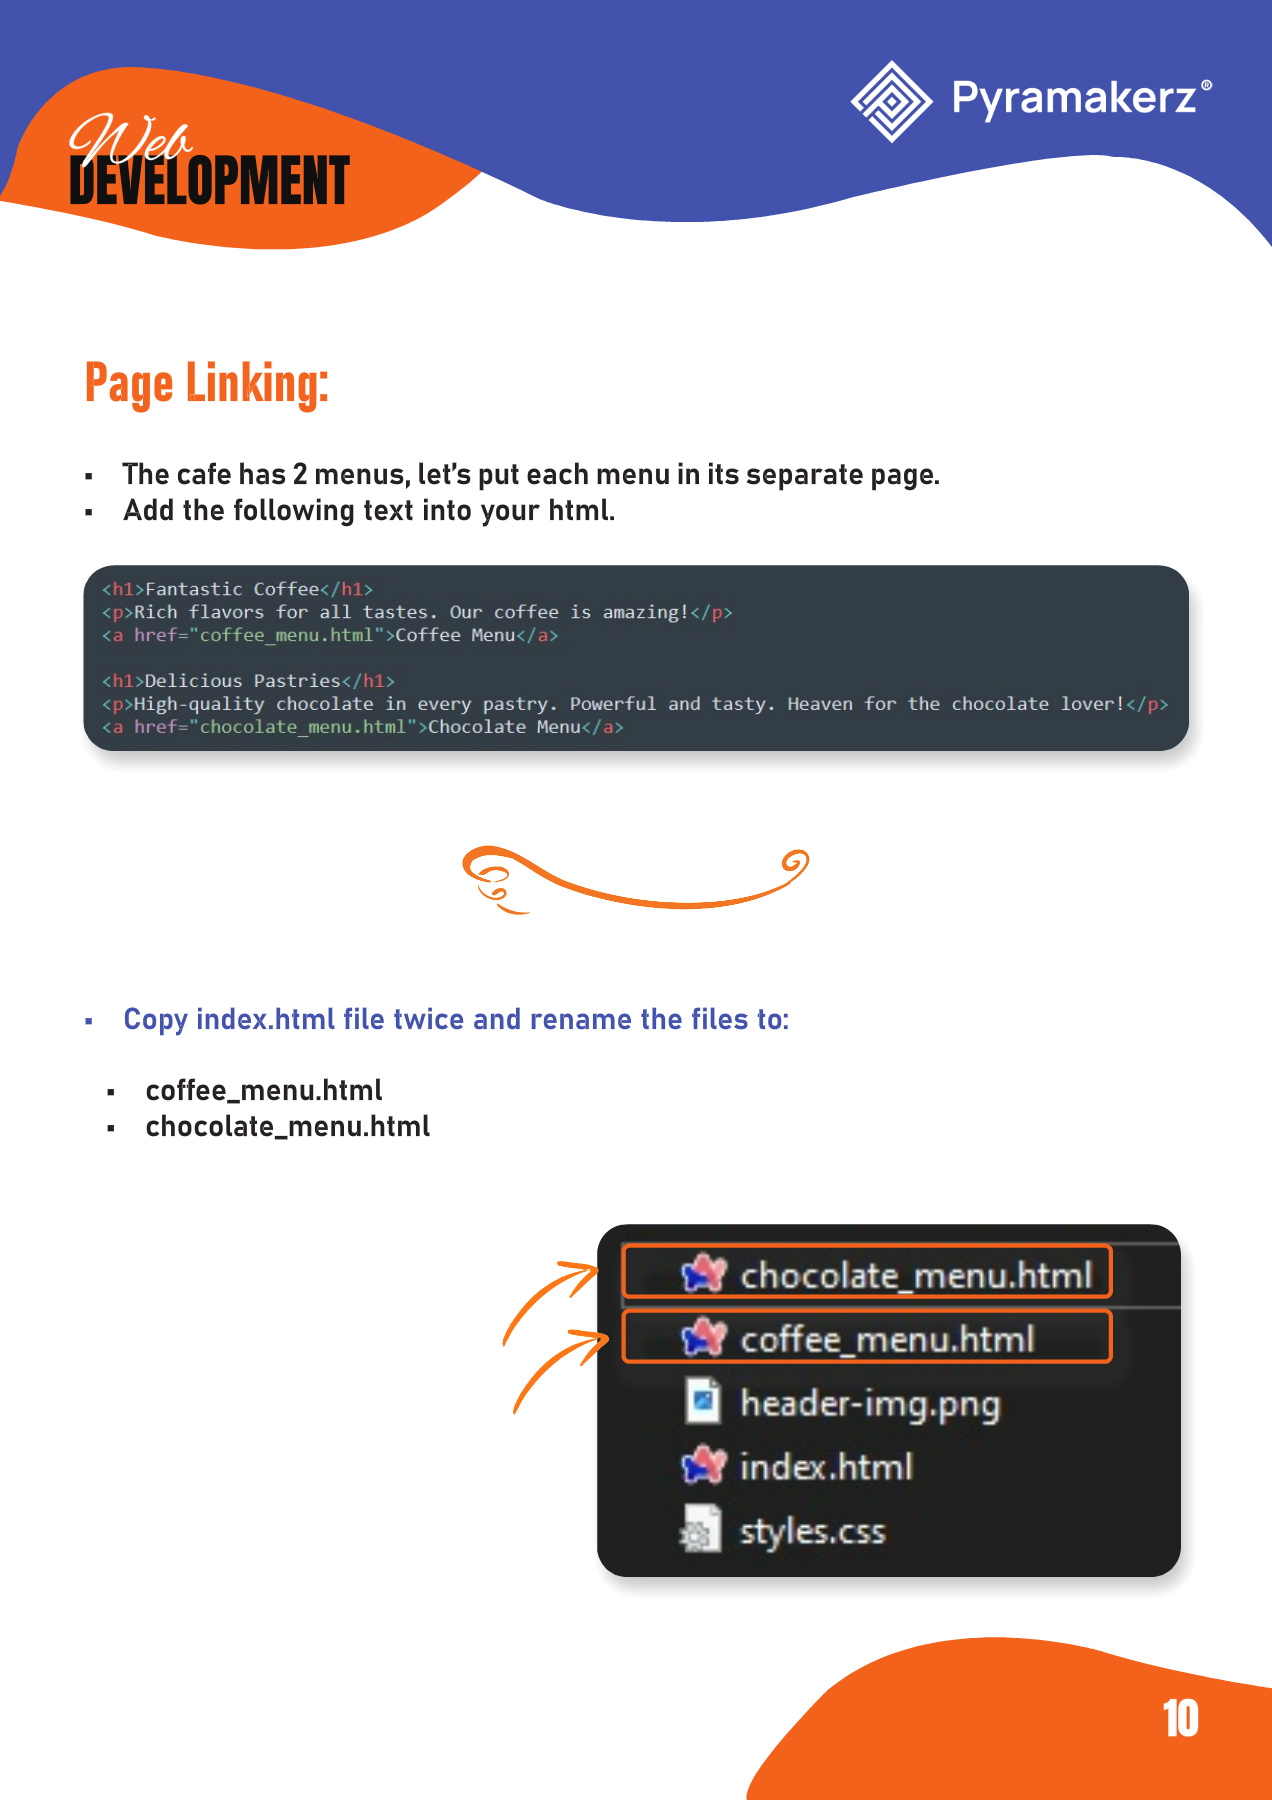 Web
DEVELOPMENT
Pyramakerz®
Page Linking:
▪ The cafe has 2 menus, let's put each menu in its separate page.
▪ Add the following text into your html.
<h1>Fantastic Coffee</h1>
<p>Rich flavors for all tastes. Our coffee is amazing!</p>
<a href="coffee_menu.html">Coffee Menu</a>
<h1>Delicious Pastries</h1>
<p>High-quality chocolate in every pastry. Powerful and tasty. Heaven for the chocolate lover!</p>
<a href="chocolate_menu.html">Chocolate Menu</a>
▪ Copy index.html file twice and rename the files to:
▪ coffee_menu.html
▪ chocolate_menu.html
chocolate_menu.html
coffee_menu.html
header-img.png
index.html
styles.css
10